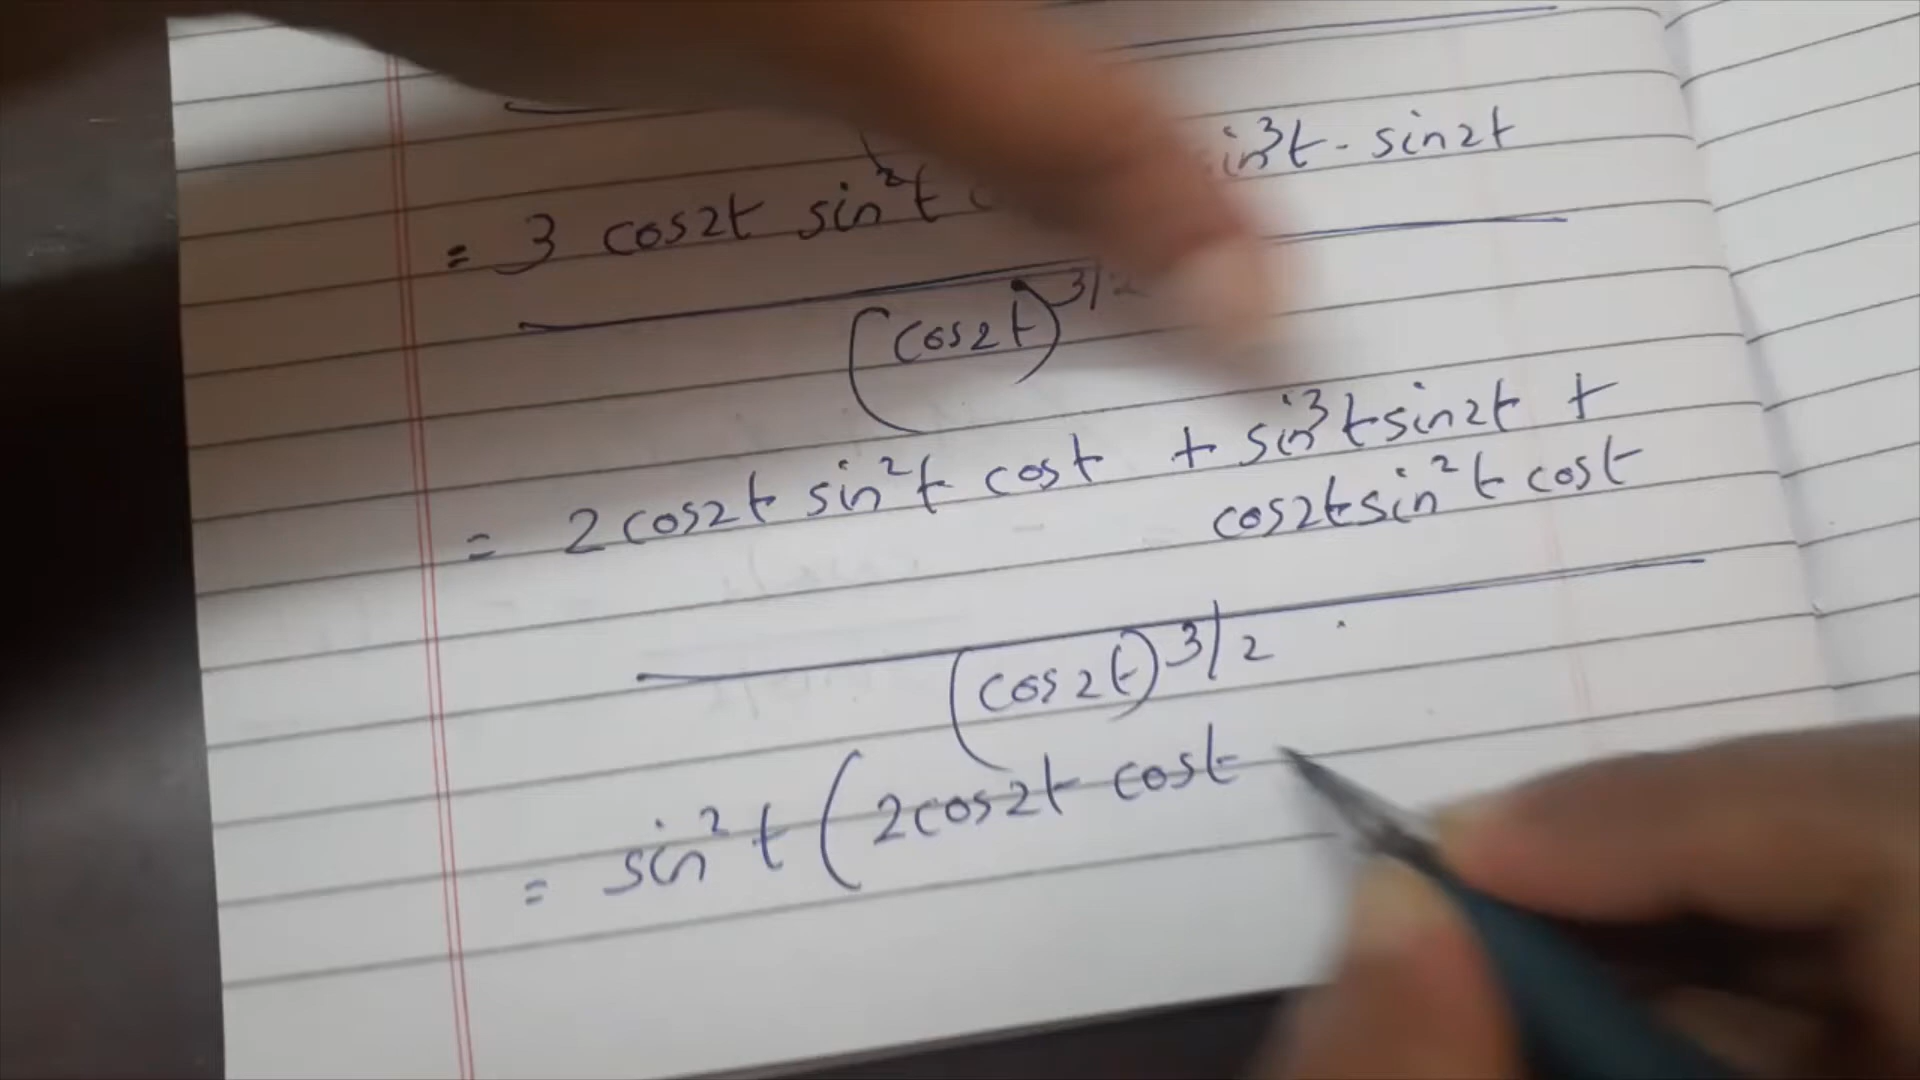 = 3 cos2t sin²t in³t - sin2t
(cos2t)^3/2
= 2cos2t sin²t cost + sin³t sin2t +
cos2t sin²t cost
(cos2t)^3/2
= sin²t (2cos2t cost